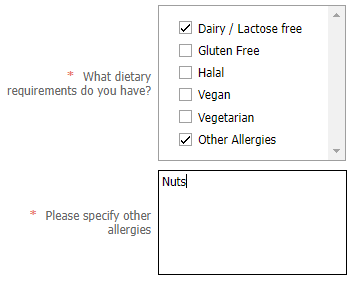 Dairy / Lactose free
Gluten Free
* What dietary requirements do you have?
Halal
Vegan
Vegetarian
Other Allergies
Nuts
* Please specify other allergies